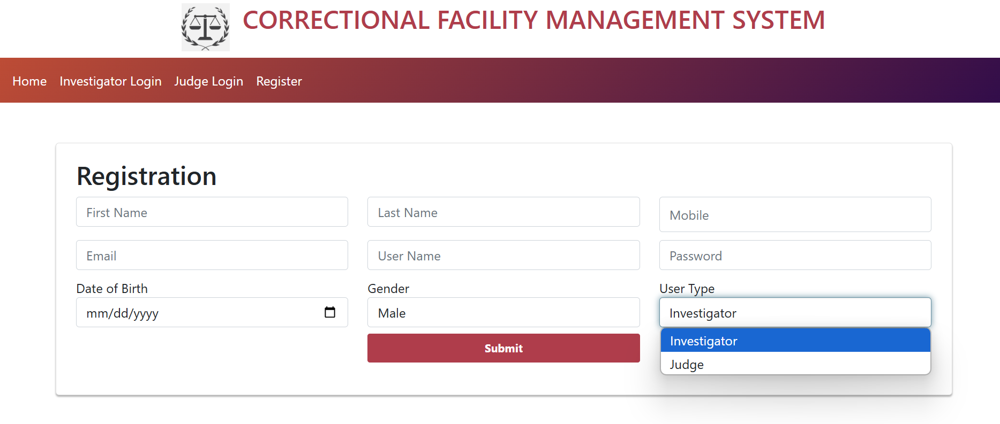 CORRECTIONAL FACILITY MANAGEMENT SYSTEM
Home Investigator Login Judge Login Register
Registration
First Name Last Name Mobile
Email User Name Password
Date of Birth Gender User Type
mm/dd/yyyy Male Investigator
Investigator
Submit
Judge